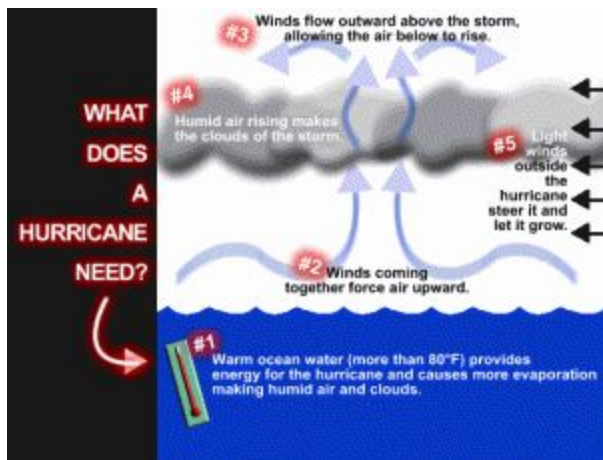 WHAT
DOES
A
HURRICANE
NEED?
#1
Warm ocean water (more than 80°F) provides
energy for the hurricane and causes more evaporation
making humid air and clouds.
#2
Winds coming
together force air upward.
#3
Winds flow outward above the storm,
allowing the air below to rise.
#4
Humid air rising makes
the clouds of the storm.
#5
Light
winds
outside
the
hurricane
steer it and
let it grow.